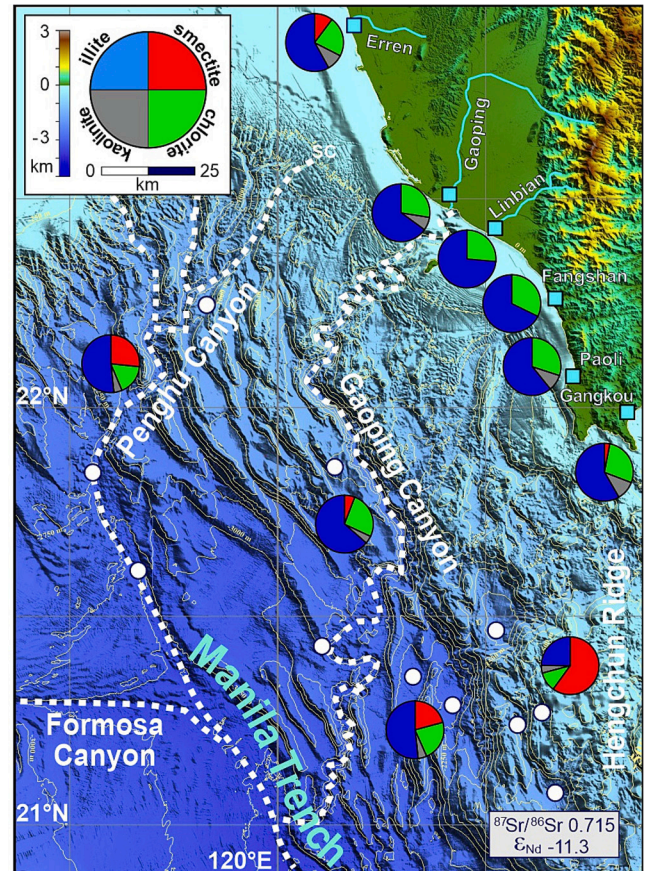 3
0
-3
km
illite
smectite
kaolinite
chlorite
0 25
km
Erren
Gaoping
SC
Linbian
0 m
Fangshan
Penghu Canyon
Paoli
22°N
Gangkou
Gaoping Canyon
3000 m
Hengchun Ridge
Manila Trench
Formosa
Canyon
21°N
120°E
⁸⁷Sr/⁸⁶Sr 0.715
εNd -11.3